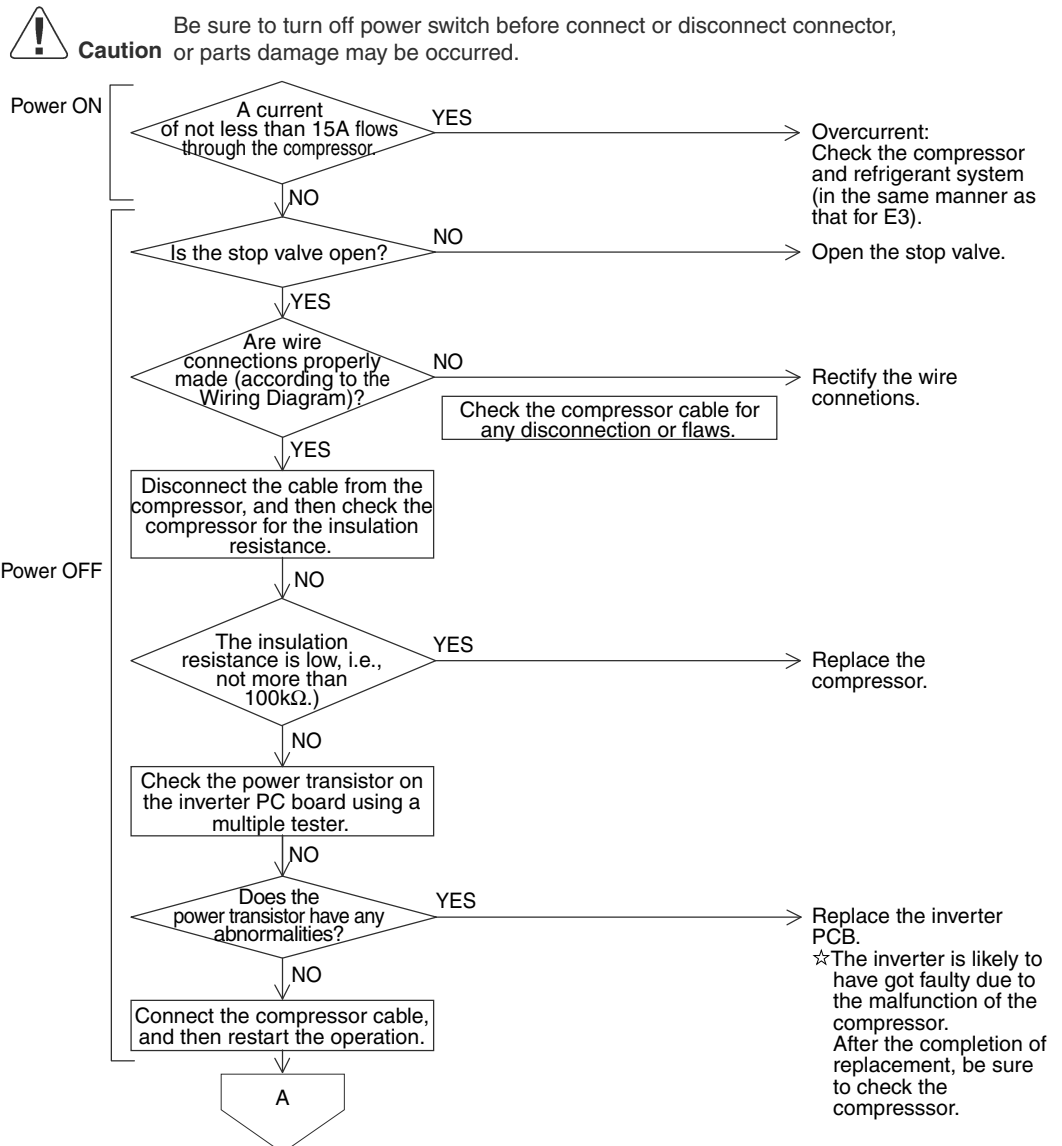 Be sure to turn off power switch before connect or disconnect connector,
Caution or parts damage may be occurred.
Power ON
A current
of not less than 15A flows
through the compressor.
YES
Overcurrent:
Check the compressor
and refrigerant system
(in the same manner as
that for E3).
NO
Is the stop valve open?
NO
Open the stop valve.
YES
Are wire
connections properly
made (according to the
Wiring Diagram)?
NO
Rectify the wire
connetions.
Check the compressor cable for
any disconnection or flaws.
YES
Disconnect the cable from the
compressor, and then check the
compressor for the insulation
resistance.
Power OFF
NO
The insulation
resistance is low, i.e.,
not more than
100kΩ.)
YES
Replace the
compressor.
NO
Check the power transistor on
the inverter PC board using a
multiple tester.
NO
Does the
power transistor have any
abnormalities?
YES
Replace the inverter
PCB.
☆The inverter is likely to
have got faulty due to
the malfunction of the
compressor.
After the completion of
replacement, be sure
to check the
compresssor.
NO
Connect the compressor cable,
and then restart the operation.
A